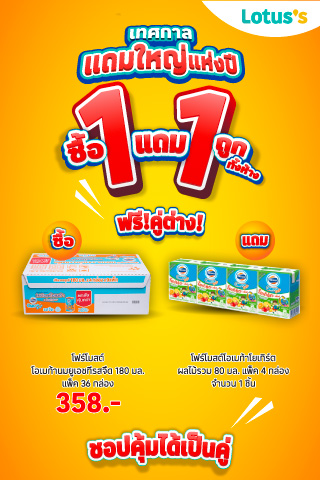 Lotus's
เทศกาล
แถมใหญ่แห่งปี
ซื้อ 1 แถม 1 ถูกทั้งห้าง
ฟรี!คู่ต่าง!
ซื้อ
แถม
โฟร์โมสต์
โอเมก้านมยูเอชทีรสจืด 180 มล.
แพ็ค 36 กล่อง
358.-
โฟร์โมสต์โอเมก้าโยเกิร์ต
ผลไม้รวม 80 มล. แพ็ค 4 กล่อง
จำนวน 1 ชิ้น
ชอปคุ้มได้เป็นคู่